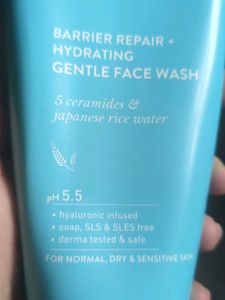 BARRIER REPAIR +
HYDRATING
GENTLE FACE WASH
5 ceramides &
japanese rice water
pH 5.5
• hyaluronic infused
• soap, SLS & SLES free
• derma tested & safe
FOR NORMAL, DRY & SENSITIVE SKIN